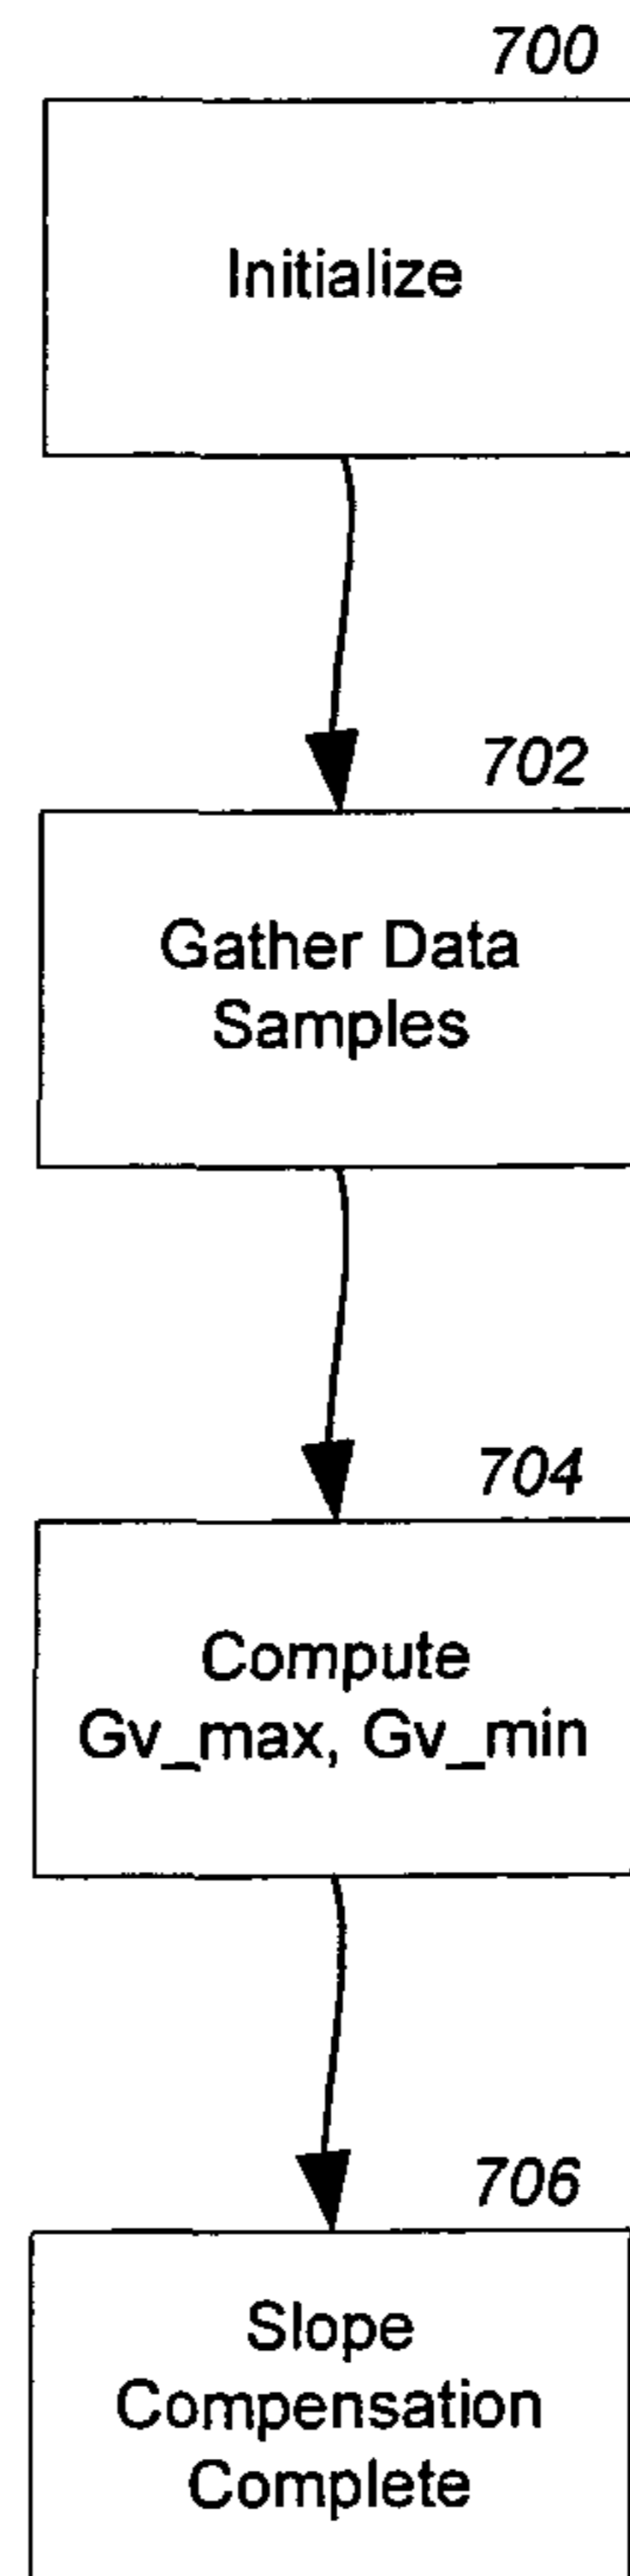 700
Initialize
702
Gather Data
Samples
704
Compute
Gv_max, Gv_min
706
Slope
Compensation
Complete